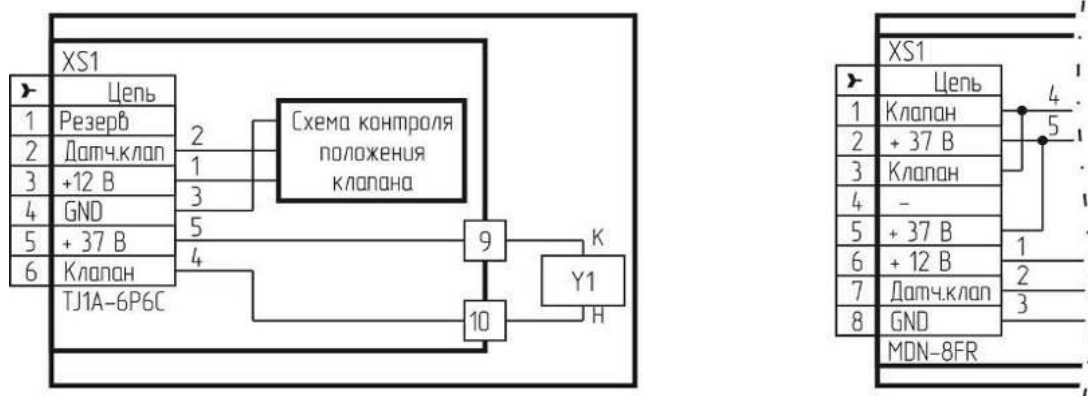 XS1
Цепь
1 Резерв
2 Датч.клап 2
3 +12 В 1
4 GND 3
5 + 37 В 5
6 Клапан 4
TJ1A-6P6C
Схема контроля
положения
клапана
9
10
К
Y1
Н
XS1
Цепь
1 Клапан 4
2 + 37 В 5
3 Клапан
4 -
5 + 37 В
6 + 12 В 1
7 Датч.клап 2
8 GND 3
MDN-8FR